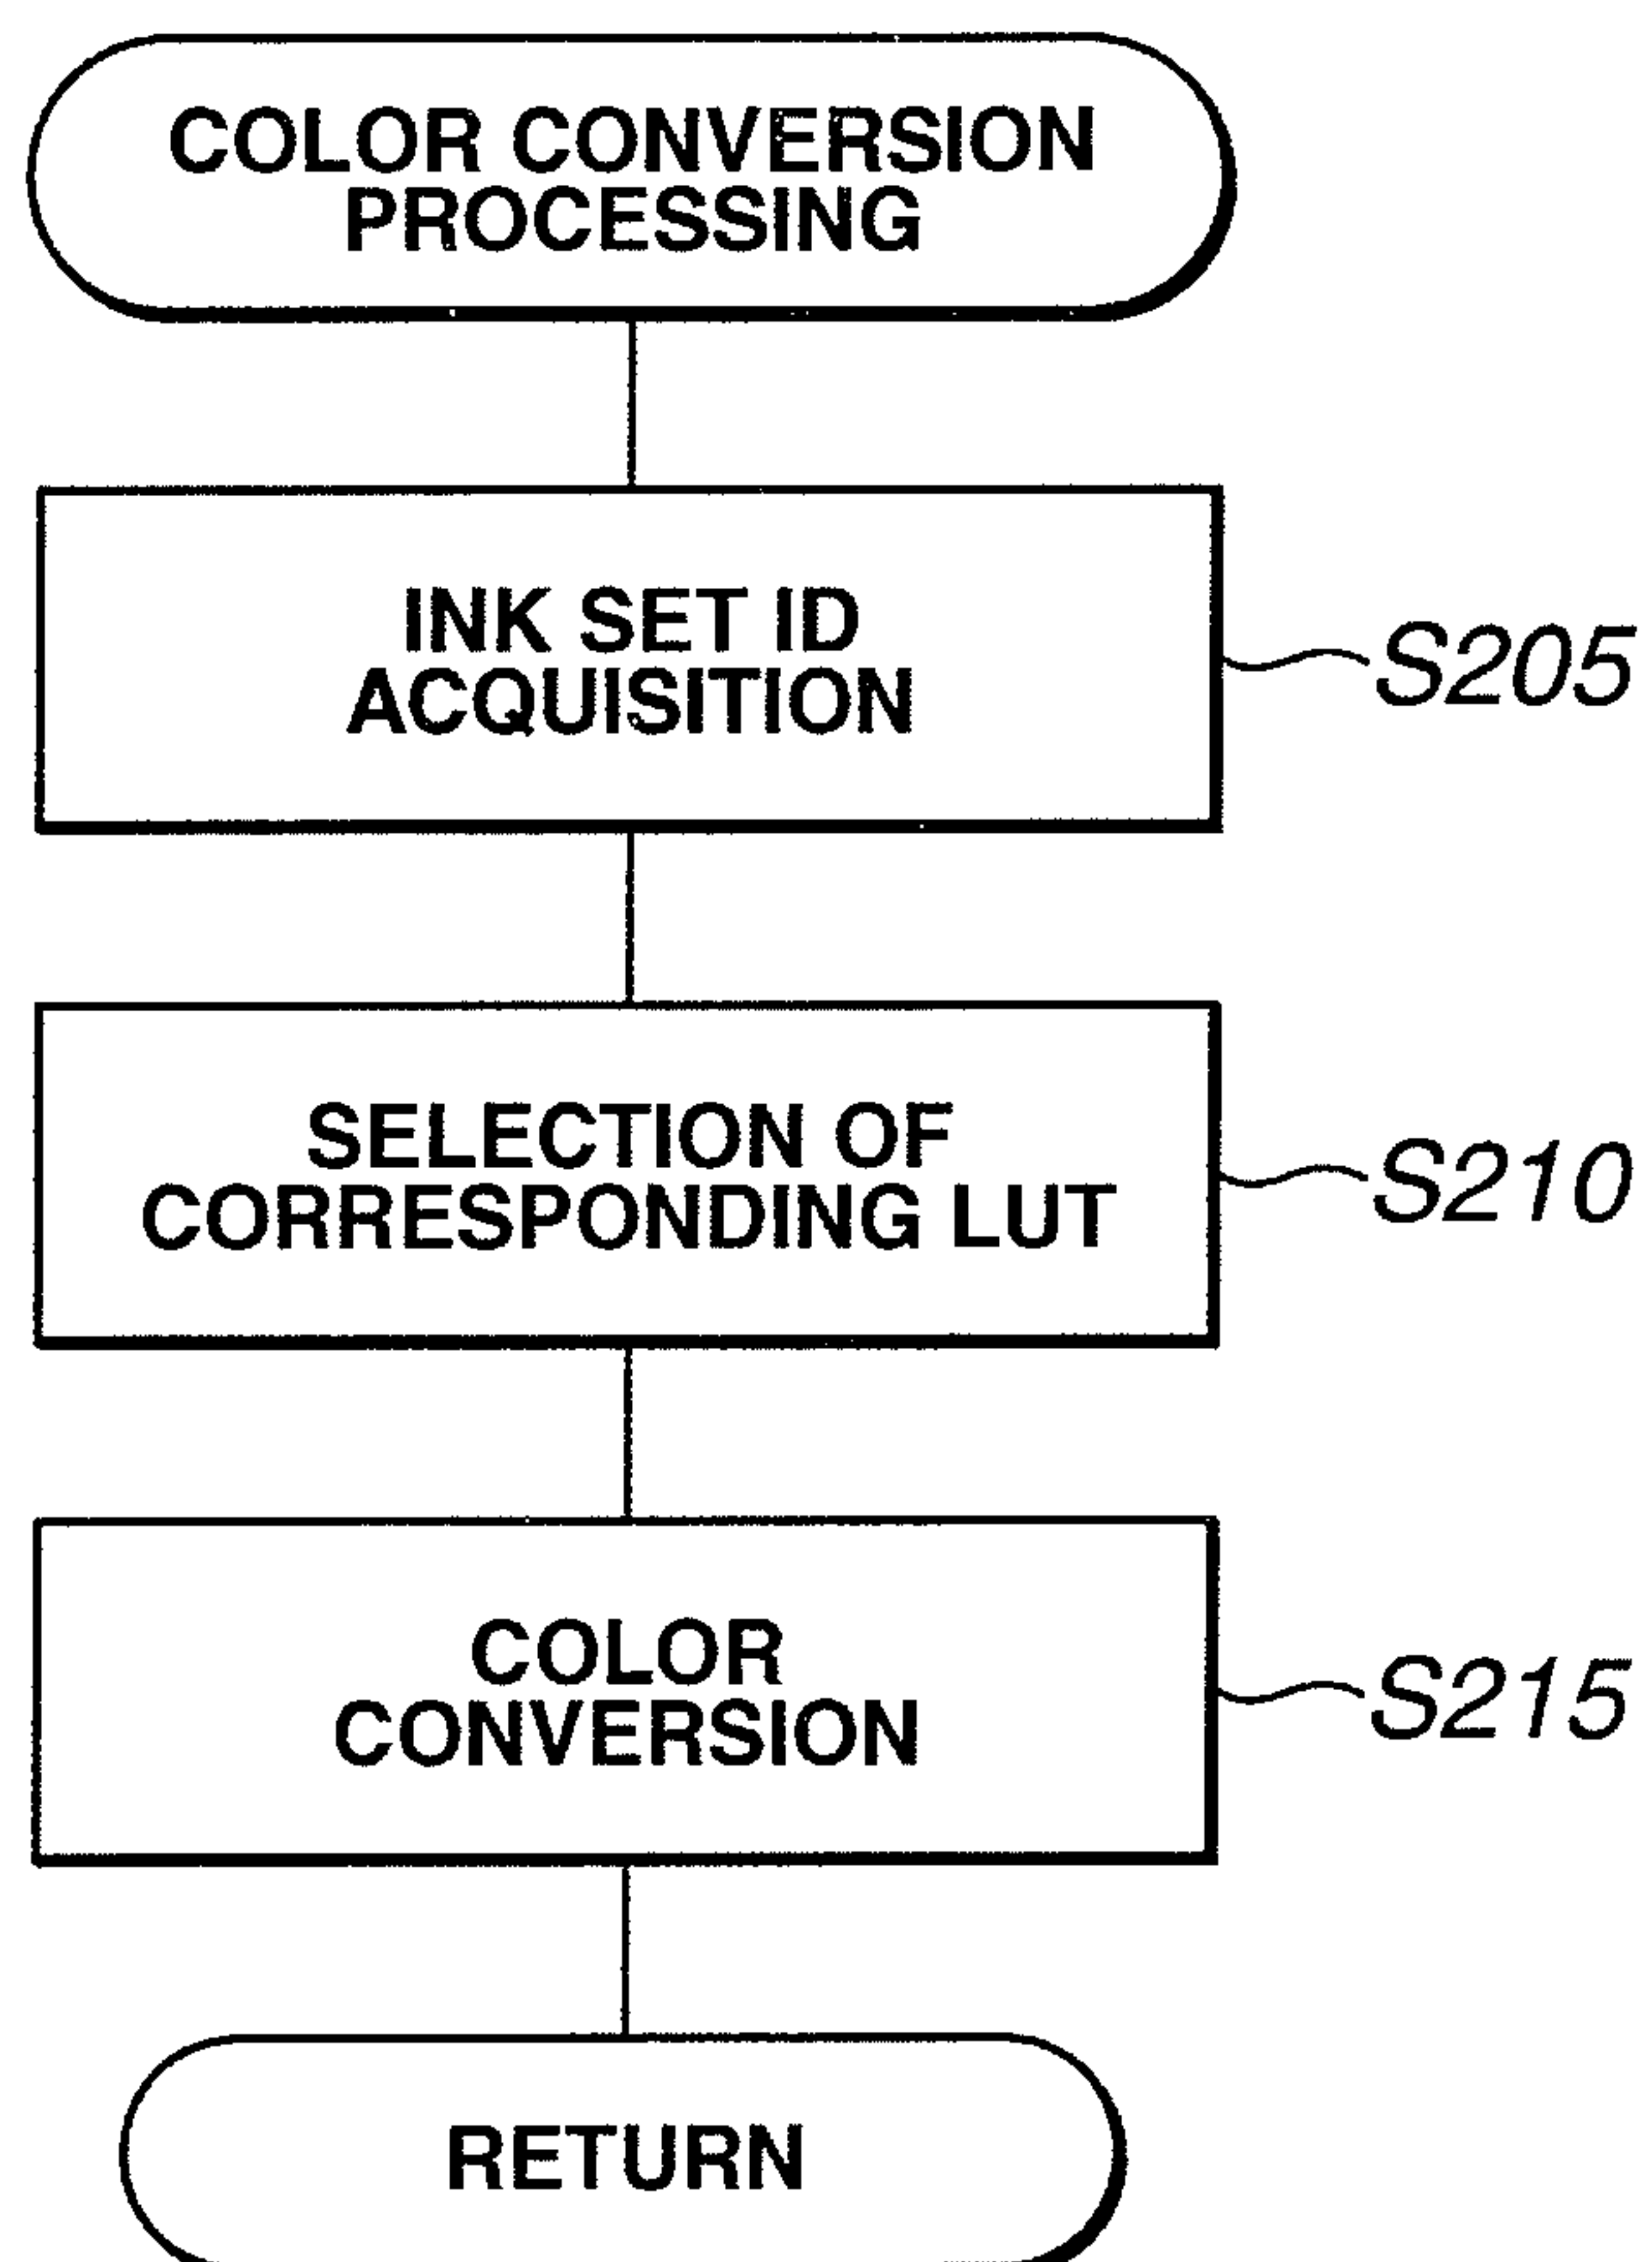 COLOR CONVERSION
PROCESSING
INK SET ID
ACQUISITION
S205
SELECTION OF
CORRESPONDING LUT
S210
COLOR
CONVERSION
S215
RETURN